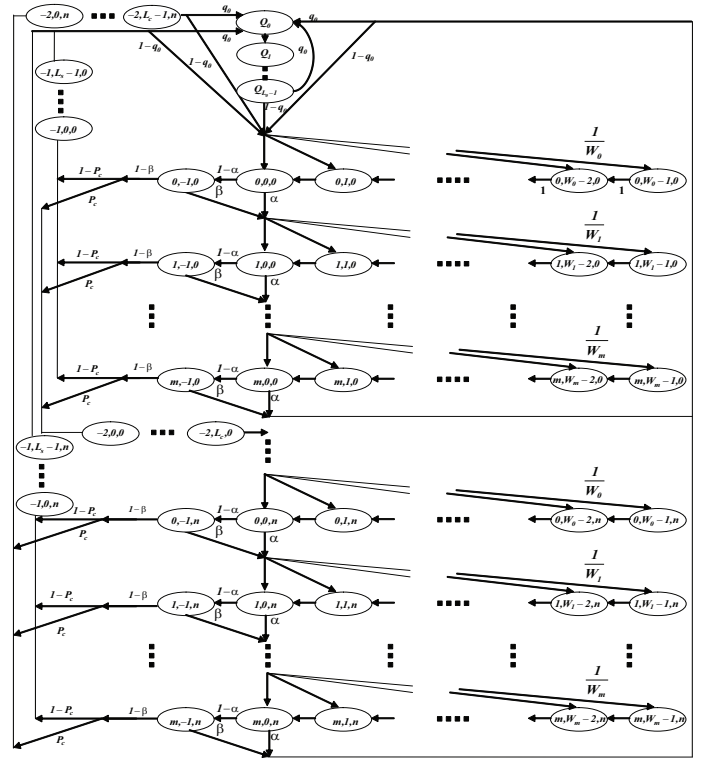 −2,0,n −2,L_c−1,n q_0 Q_0 q_0
q_0 q_0
Q_1
1−q_0 1−q_0 1−q_0
−1,L_s−1,0
Q_{L_0−1}
1−q_0
−1,0,0
1/W_0
1−P_c 1−β 0,−1,0 1−α 0,0,0 0,1,0 0,W_0−2,0 0,W_0−1,0
P_c β α 1 1
1/W_1
1−P_c 1−β 1,−1,0 1−α 1,0,0 1,1,0 1,W_1−2,0 1,W_1−1,0
P_c β α
1/W_m
1−P_c 1−β m,−1,0 1−α m,0,0 m,1,0 m,W_m−2,0 m,W_m−1,0
P_c β α
−1,L_s−1,n −2,0,0 −2,L_c,0
−1,0,n
1/W_0
1−P_c 1−β 0,−1,n 1−α 0,0,n 0,1,n 0,W_0−2,n 0,W_0−1,n
P_c β α
1/W_1
1−P_c 1−β 1,−1,n 1−α 1,0,n 1,1,n 1,W_1−2,n 1,W_1−1,n
P_c β α
1/W_m
1−P_c 1−β m,−1,n 1−α m,0,n m,1,n m,W_m−2,n m,W_m−1,n
P_c β α